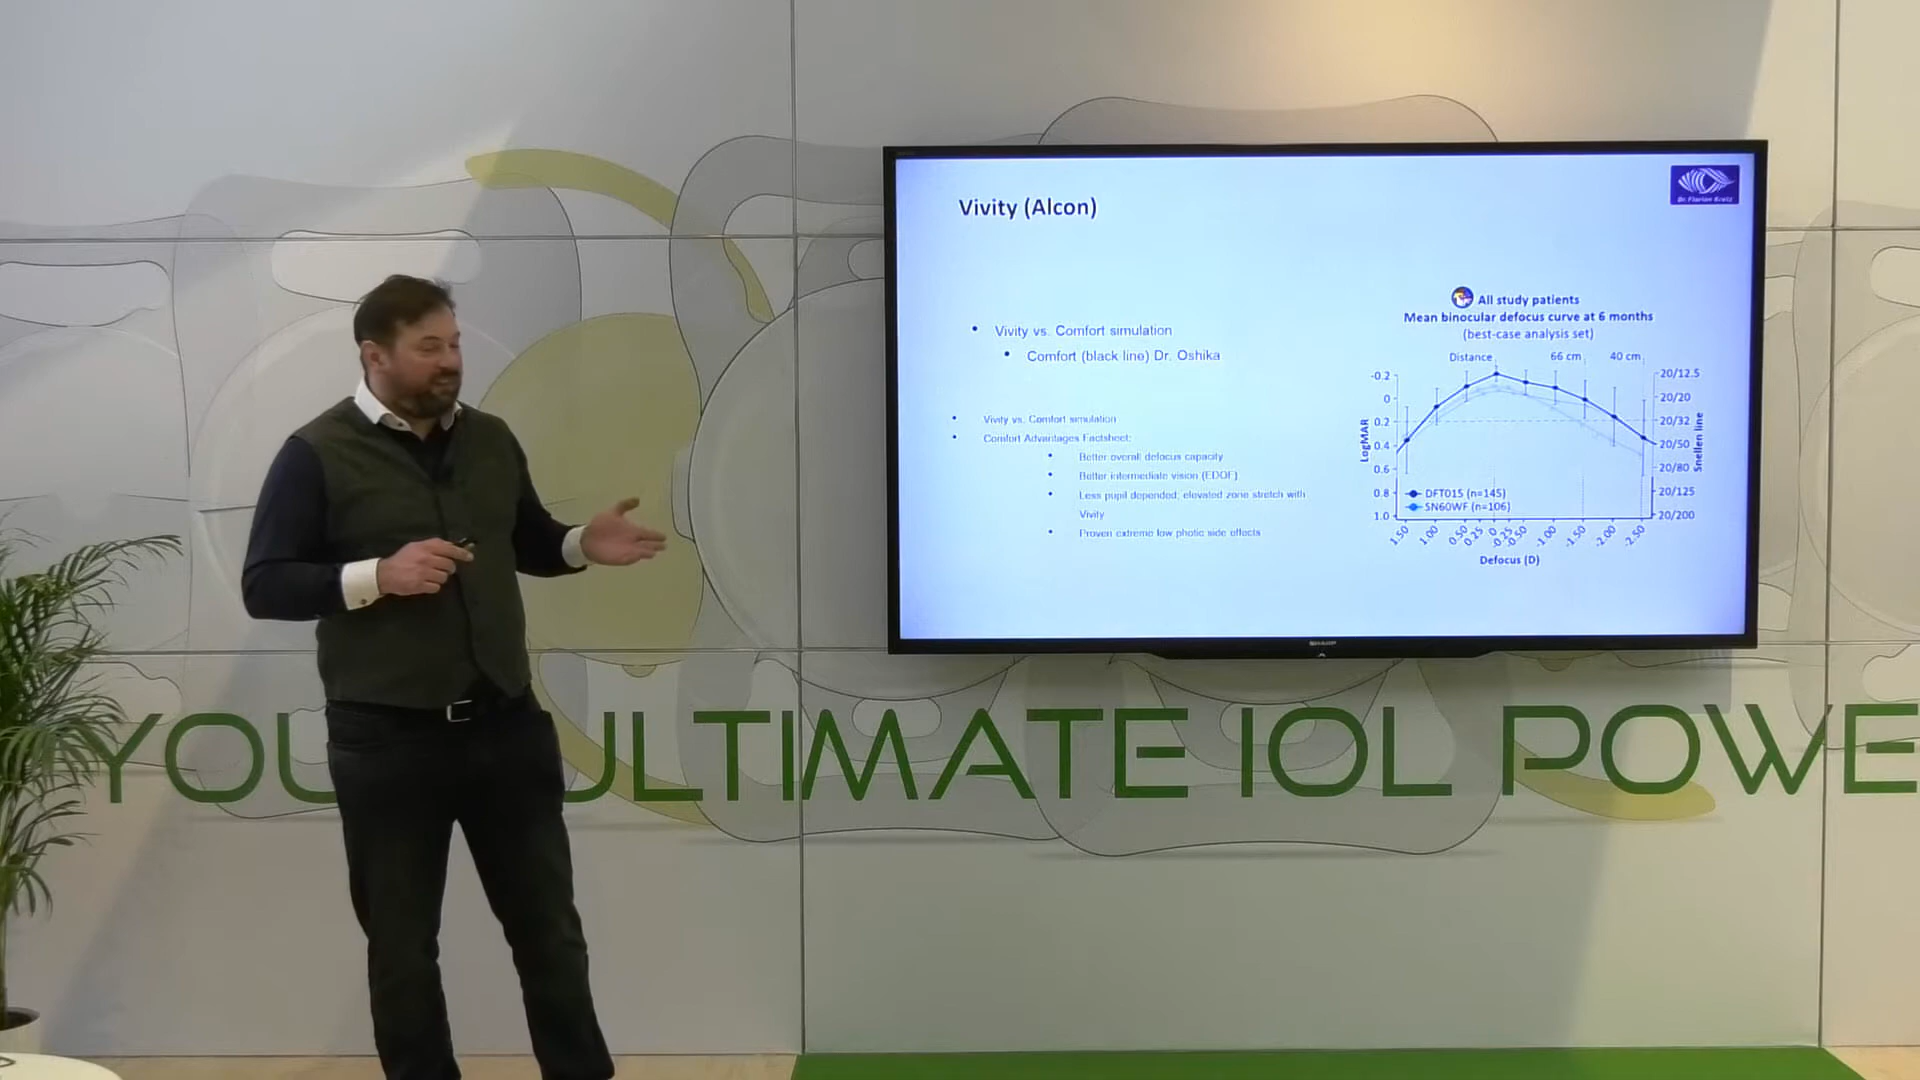 Dr. Florian Kretz
Vivity (Alcon)
• Vivity vs. Comfort simulation
• Comfort (black line) Dr. Oshika
• Vivity vs. Comfort simulation
• Comfort Advantages Factsheet:
• Better overall defocus capacity
• Better intermediate vision (EDOF)
• Less pupil depended; elevated zone stretch with
Vivity
• Proven extreme low photic side effects
All study patients
Mean binocular defocus curve at 6 months
(best-case analysis set)
Distance 66 cm 40 cm
-0.2 20/12.5
0 20/20
0.2 20/32
0.4 20/50
0.6 20/80
0.8 20/125
1.0 20/200
LogMAR
Snellen line
DFT015 (n=145)
SN60WF (n=106)
1.50 1.00 0.50 0.25 0 -0.25 -0.50 -1.00 -1.50 -2.00 -2.50
Defocus (D)
SHARP
YOU ULTIMATE IOL POWE